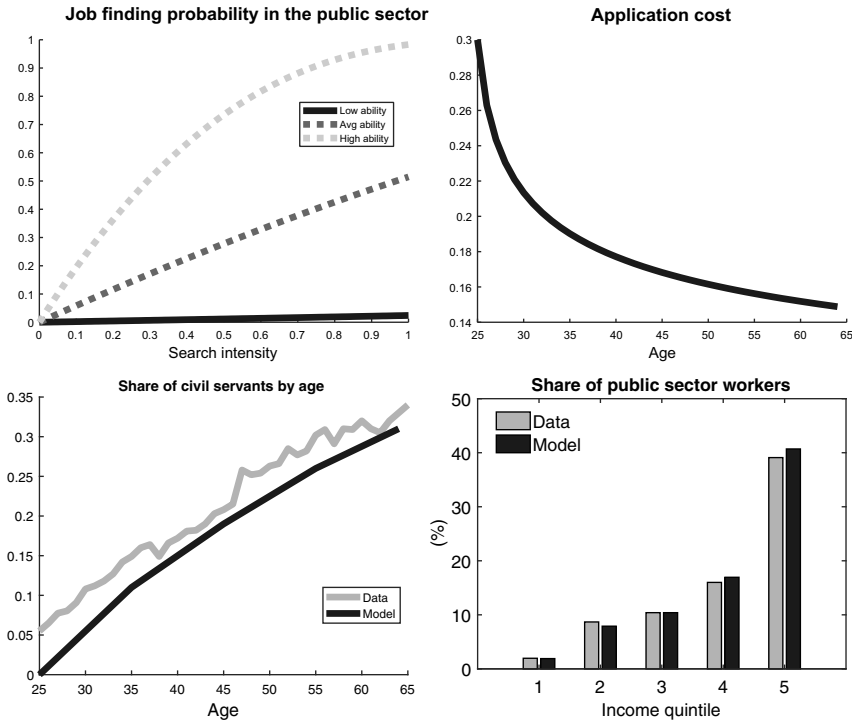 Job finding probability in the public sector
1
0.9
0.8
0.7
0.6
0.5
0.4
0.3
0.2
0.1
0
Low ability
Avg ability
High ability
0 0.1 0.2 0.3 0.4 0.5 0.6 0.7 0.8 0.9 1
Search intensity
Application cost
0.3
0.28
0.26
0.24
0.22
0.2
0.18
0.16
0.14
25 30 35 40 45 50 55 60 65
Age
Share of civil servants by age
0.35
0.3
0.25
0.2
0.15
0.1
0.05
0
Data
Model
25 30 35 40 45 50 55 60 65
Age
Share of public sector workers
50
40
30
20
10
0
(%)
Data
Model
1 2 3 4 5
Income quintile